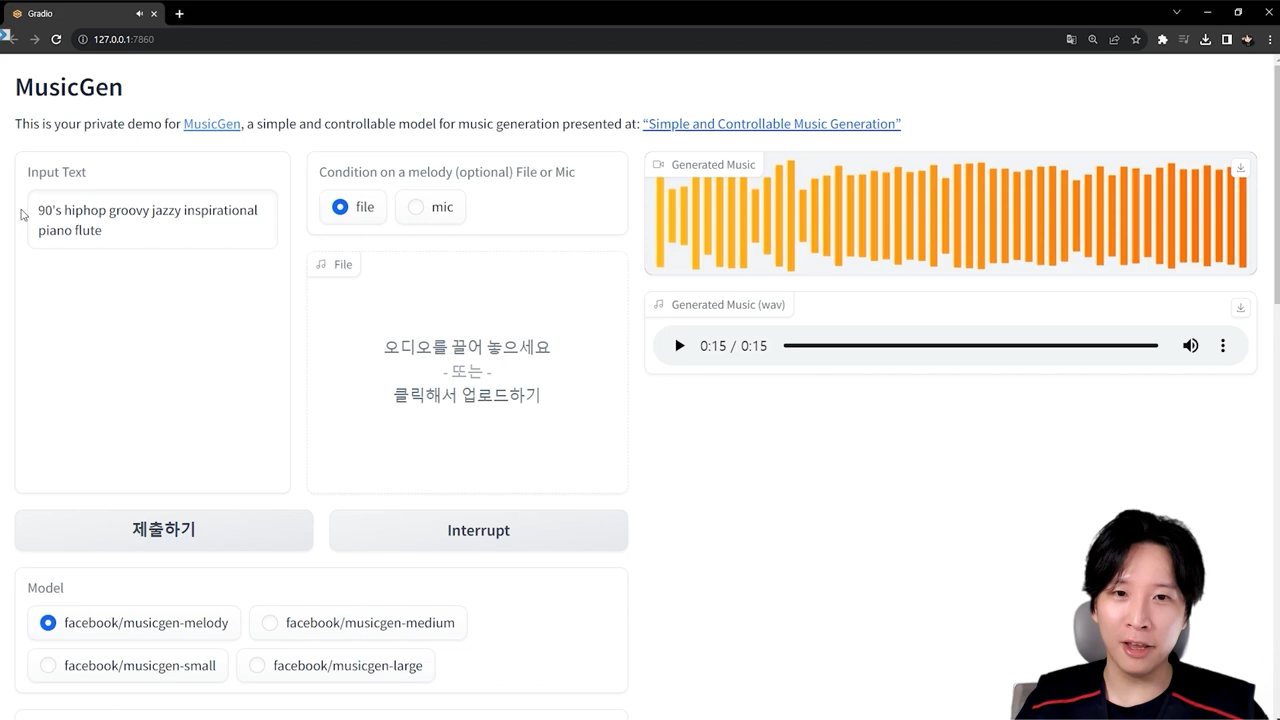 Gradio
127.0.0.1:7860
MusicGen
This is your private demo for MusicGen, a simple and controllable model for music generation presented at: “Simple and Controllable Music Generation”
Input Text
90's hiphop groovy jazzy inspirational
piano flute
Condition on a melody (optional) File or Mic
file
mic
File
오디오를 끌어 놓으세요
- 또는 -
클릭해서 업로드하기
제출하기
Interrupt
Model
facebook/musicgen-melody
facebook/musicgen-medium
facebook/musicgen-small
facebook/musicgen-large
Generated Music
Generated Music (wav)
0:15 / 0:15